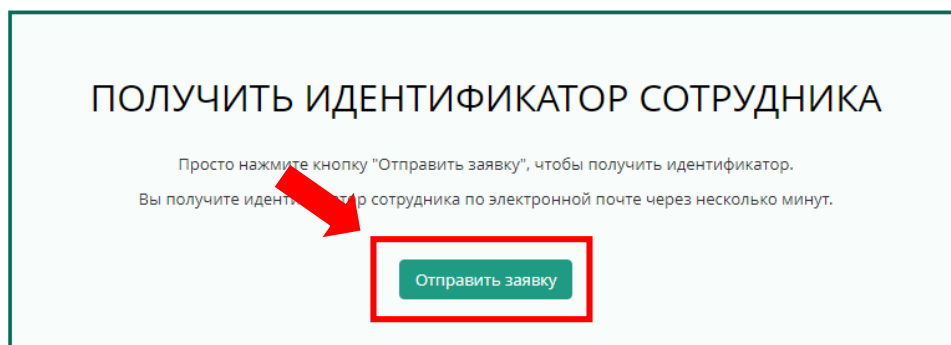 ПОЛУЧИТЬ ИДЕНТИФИКАТОР СОТРУДНИКА
Просто нажмите кнопку "Отправить заявку", чтобы получить идентификатор.
Вы получите идентификатор сотрудника по электронной почте через несколько минут.
Отправить заявку